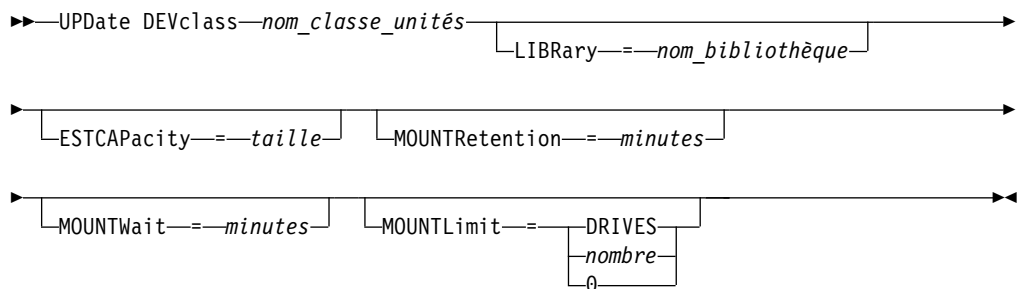 UPDate DEVclass nom_classe_unités
LIBRary = nom_bibliothèque
ESTCAPacity = taille MOUNTRetention = minutes
MOUNTWait = minutes MOUNTLimit = DRIVES
nombre
0